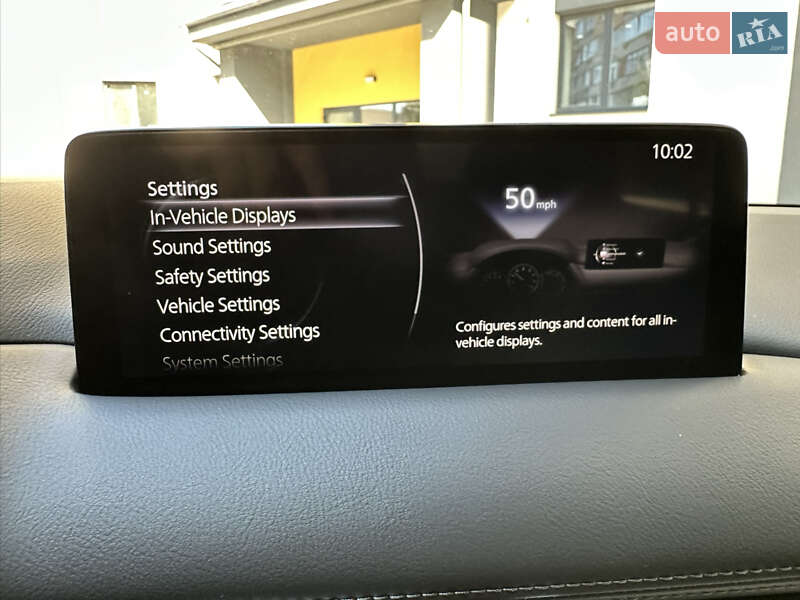 auto RIA.com
10:02
Settings
In-Vehicle Displays
Sound Settings
Safety Settings
Vehicle Settings
Connectivity Settings
System Settings
50 mph
Configures settings and content for all in-
vehicle displays.